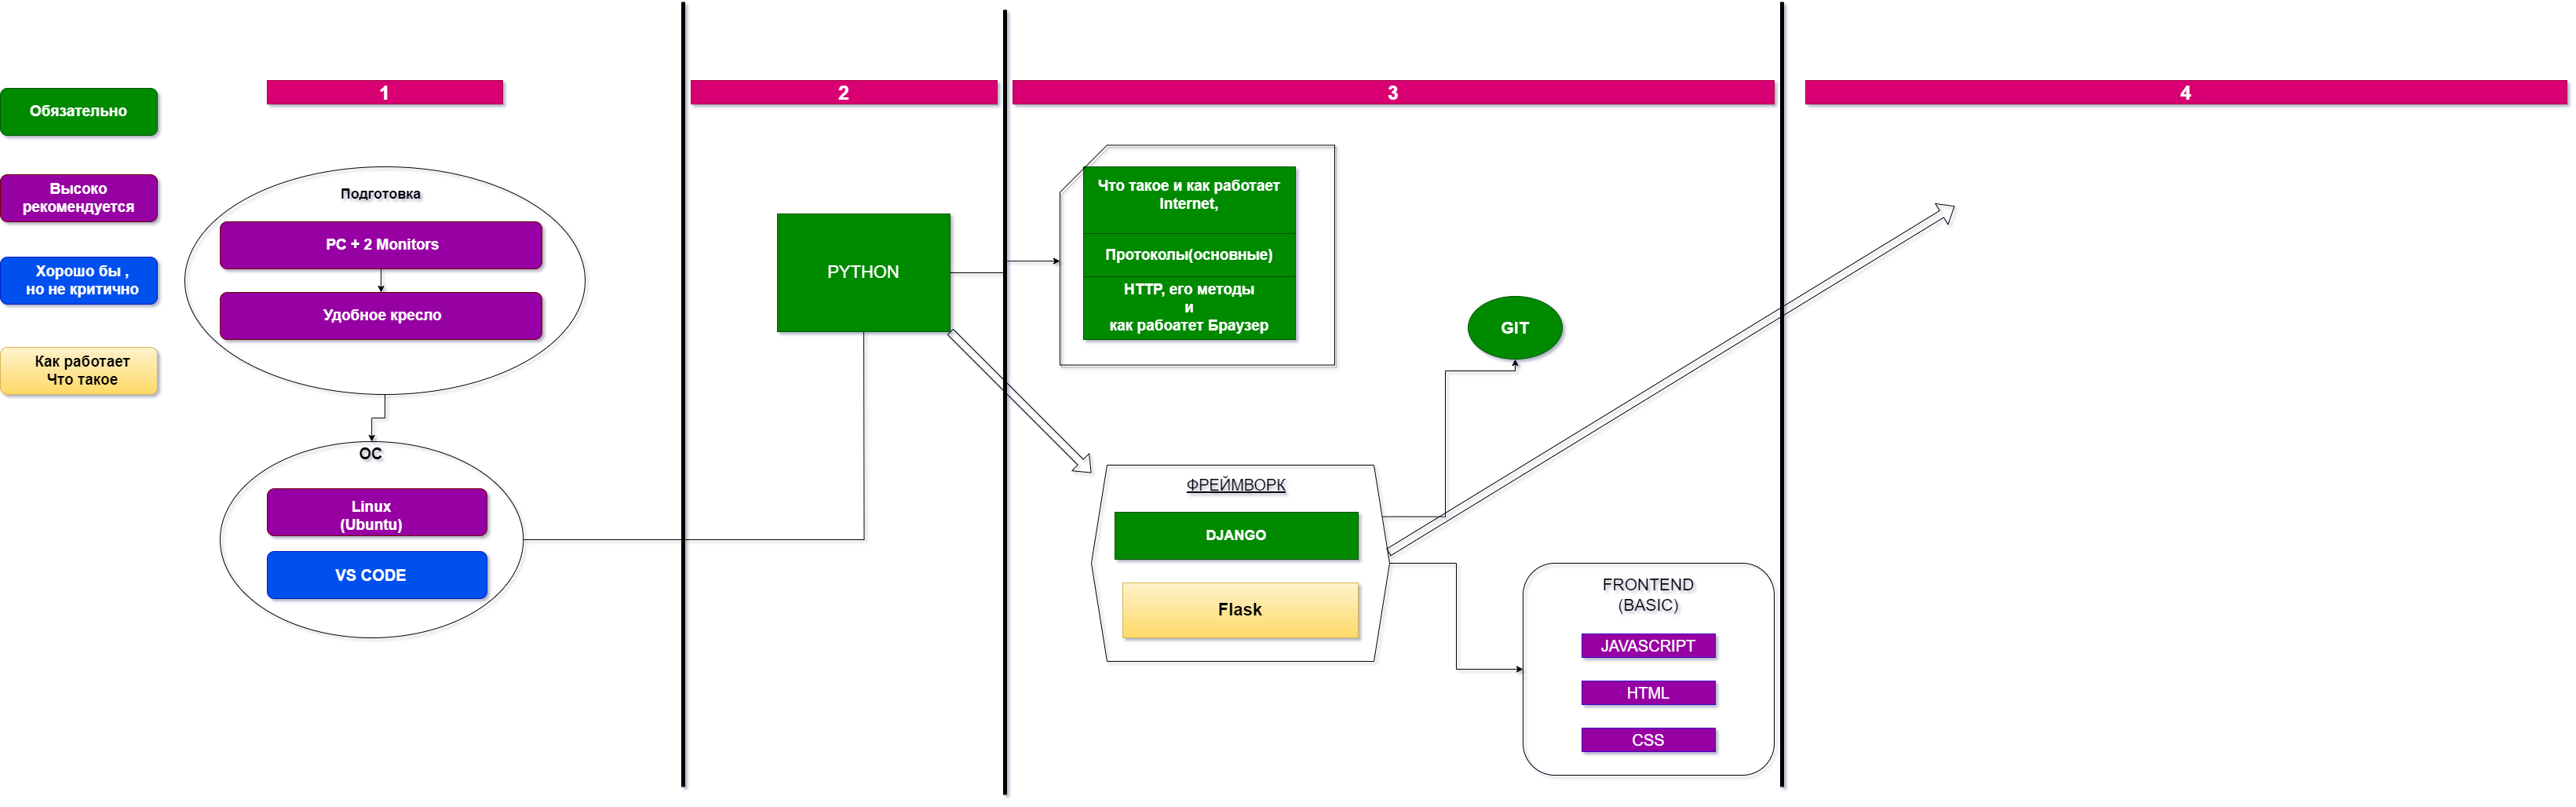 1
2
3
4
Обязательно
Высоко
рекомендуется
Хорошо бы ,
но не критично
Как работает
Что такое
Подготовка
PC + 2 Monitors
Удобное кресло
ОС
Linux
(Ubuntu)
VS CODE
PYTHON
Что такое и как работает
Internet,
Протоколы(основные)
HTTP, его методы
и
как рабоатет Браузер
GIT
ФРЕЙМВОРК
DJANGO
Flask
FRONTEND
(BASIC)
JAVASCRIPT
HTML
CSS